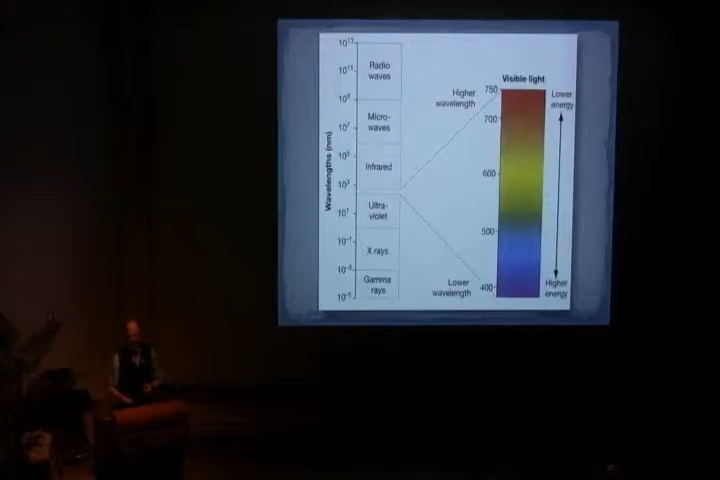 Wavelengths (nm)
10¹³
Radio
waves
10¹¹
10⁹
Micro-
waves
10⁷
10⁵
Infrared
10³
Ultra-
violet
10¹
10⁻¹
X rays
10⁻³
Gamma
rays
10⁻⁵
Visible light
Higher
wavelength
750
700
600
500
400
Lower
wavelength
Lower
energy
Higher
energy